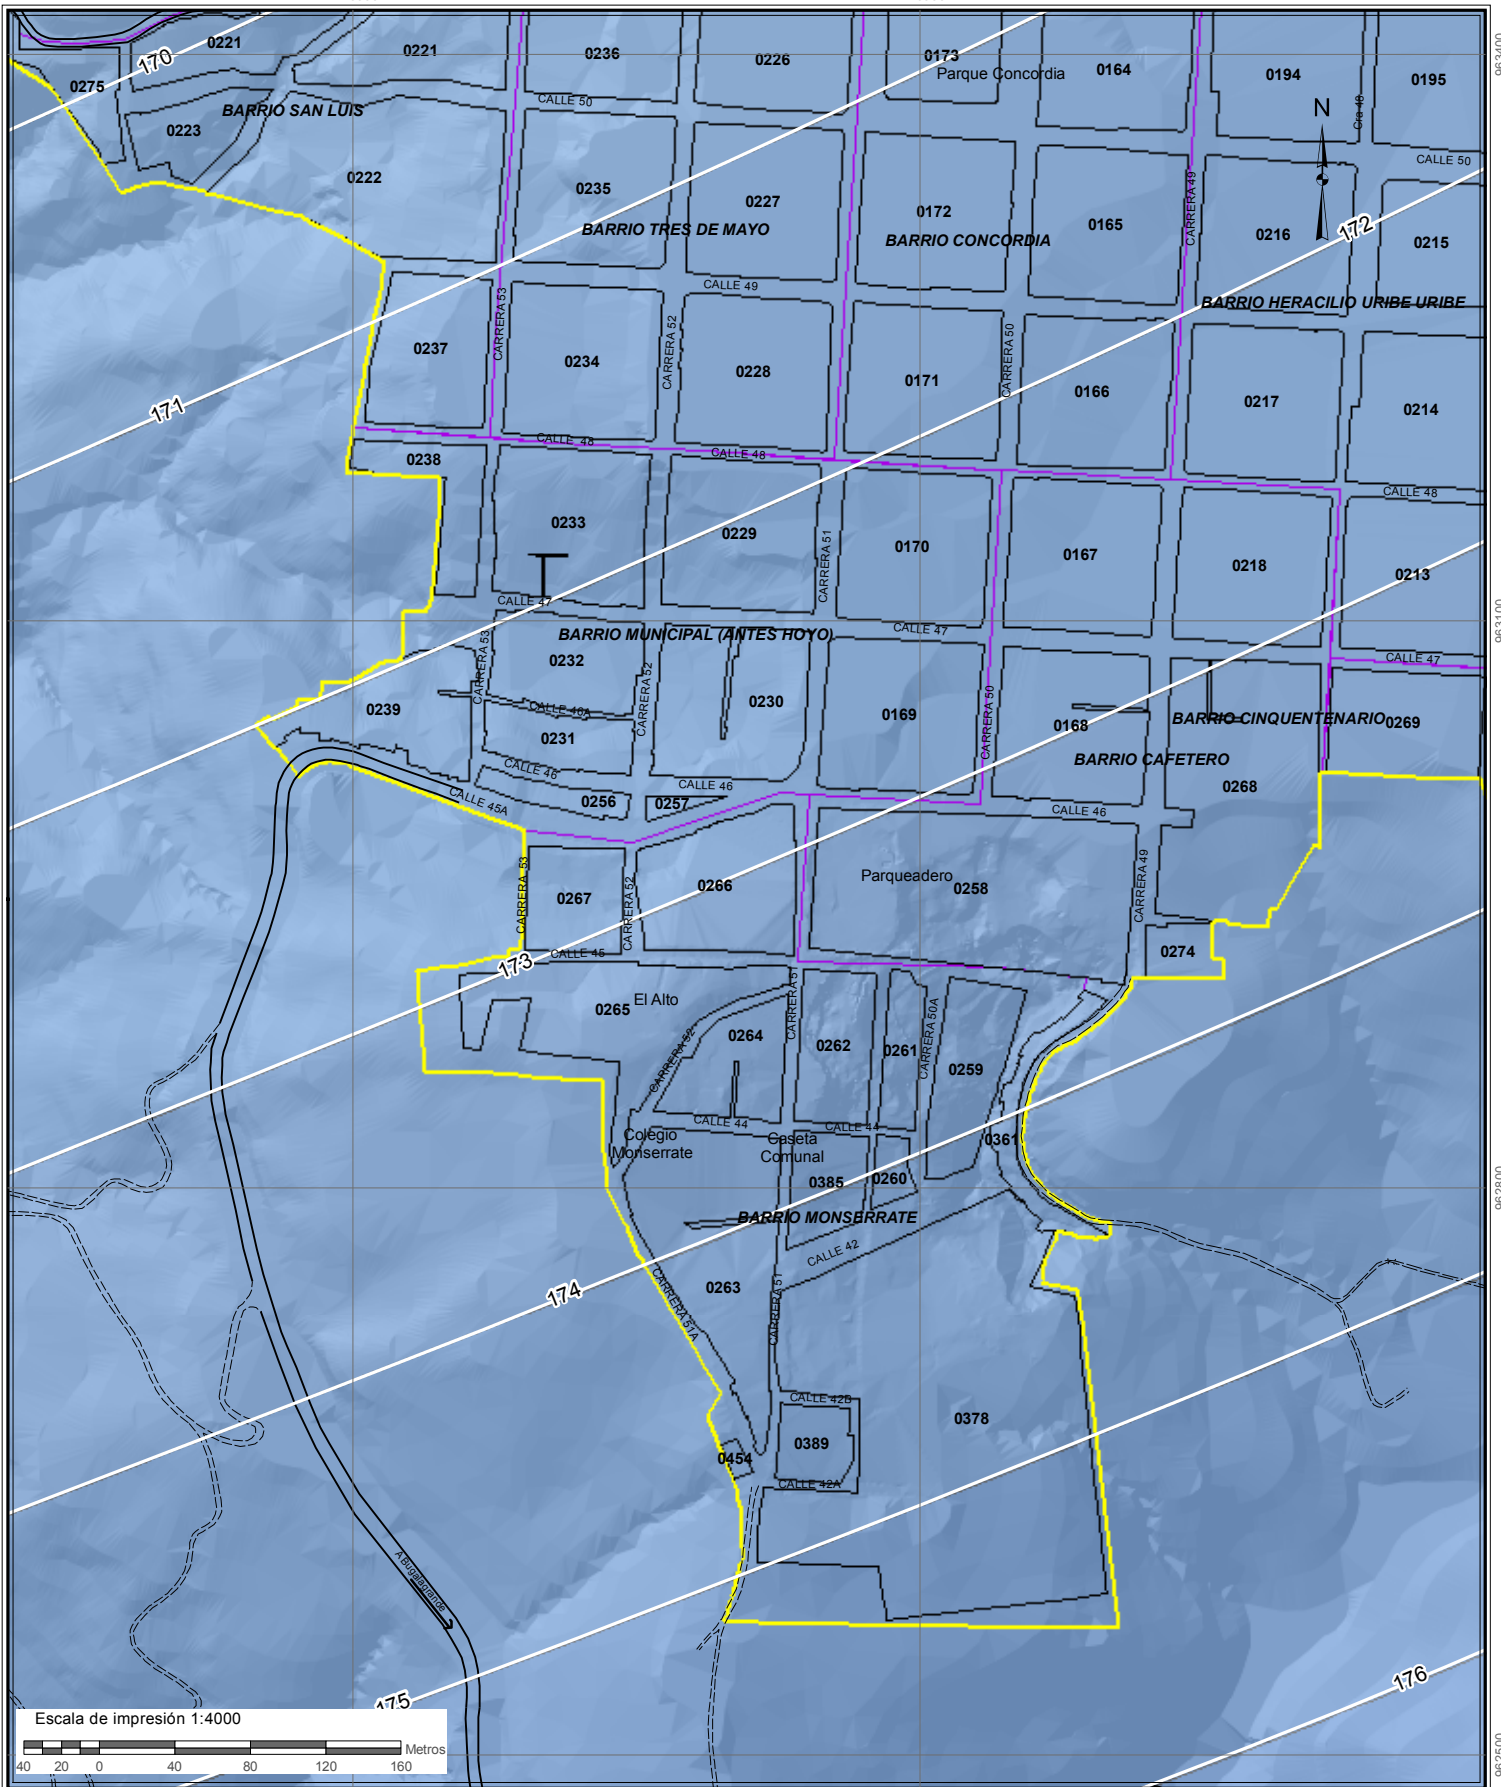 0221
0221
0236
0226
0173
Parque Concordia
0164
0194
0195
963400
170
0275
BARRIO SAN LUIS
CALLE 50
Cra 48
N
0223
CALLE 50
0222
0235
0227
0172
0165
CARRERA 49
0216
172
0215
BARRIO TRES DE MAYO
BARRIO CONCORDIA
CALLE 49
BARRIO HERACILIO URIBE URIBE
CARRERA 53
CARRERA 52
CARRERA 50
0237
0234
0228
0171
0166
0217
0214
171
CALLE 48
CALLE 48
0238
CALLE 48
0233
0229
CARRERA 51
0170
0167
0218
0213
CALLE 47
963100
BARRIO MUNICIPAL (ANTES HOYO)
CALLE 47
CALLE 47
CARRERA 53
0232
CARRERA 52
0239
CALLE 46A
0230
0169
CARRERA 50
0168
BARRIO CINQUENTENARIO
0269
0231
BARRIO CAFETERO
CALLE 46
CALLE 46
0268
CALLE 45A
0256
0257
CALLE 46
CARRERA 53
0267
CARRERA 52
0266
Parqueadero
0258
CARRERA 49
CALLE 45
0274
173
0265
El Alto
CARRERA 51
0264
0262
0261
CARRERA 50A
0259
CARRERA 52
CALLE 44
CALLE 44
Colegio
Monserrate
Caseta
Comunal
0361
0385
0260
962800
BARRIO MONSERRATE
CALLE 42
174
0263
CARRERA 51A
CARRERA 51
CALLE 42B
0378
0389
0454
CALLE 42A
A Bugalagrande
175
176
Escala de impresión 1:4000
Metros
40 20 0 40 80 120 160
962500